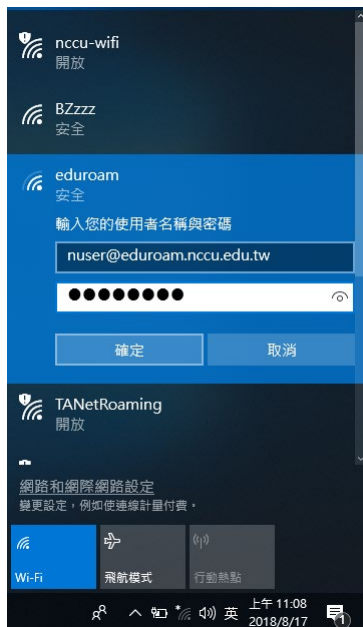 nccu-wifi
開放
BZzzz
安全
eduroam
安全
輸入您的使用者名稱與密碼
nuser@eduroam.nccu.edu.tw
●●●●●●●●
確定 取消
TANetRoaming
開放
網路和網際網路設定
變更設定，例如使連線計量付費。
Wi-Fi 飛航模式 行動熱點
英 上午 11:08
2018/8/17
1